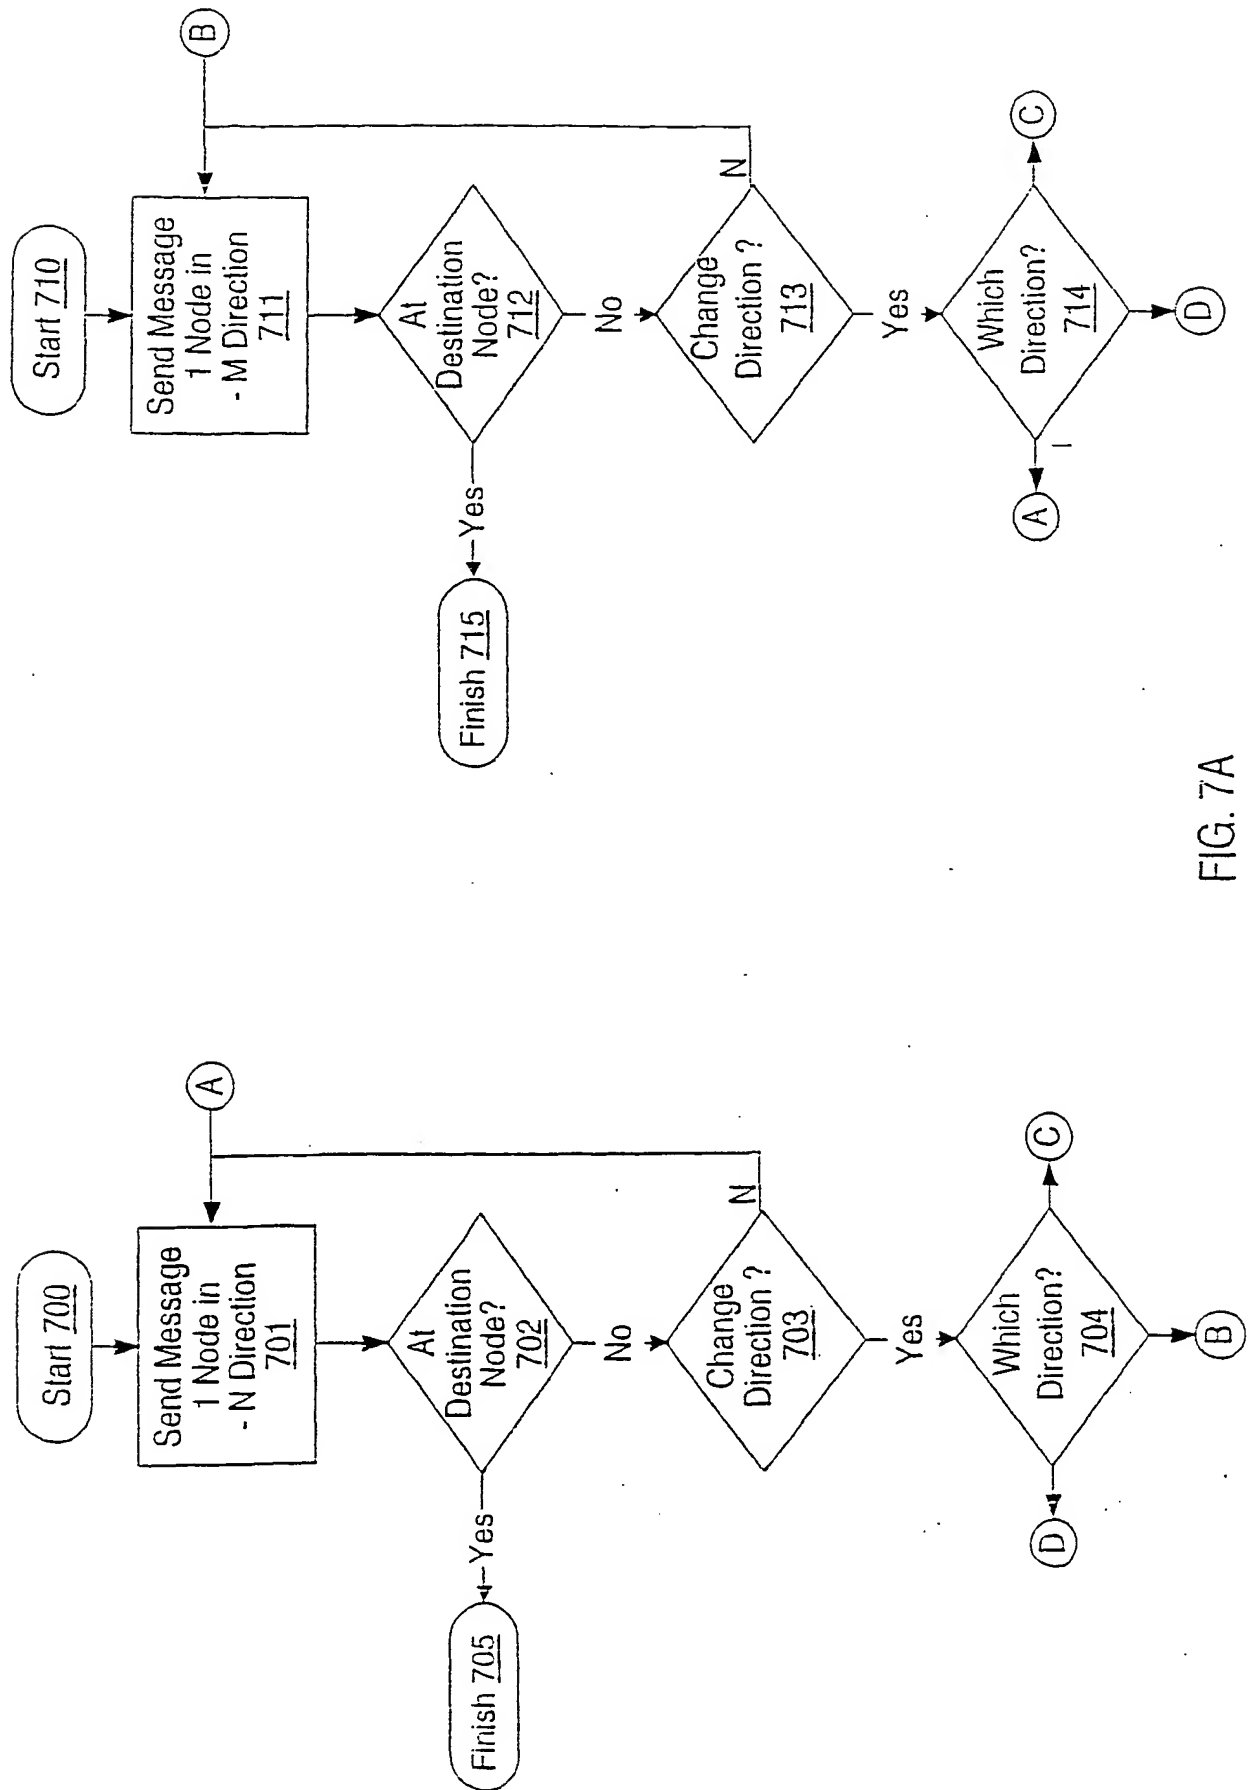 Start 700
A
Send Message
1 Node in
- N Direction
701
At
Destination
Node?
702
Yes
Finish 705
No
Change
Direction ?
703
N
Yes
Which
Direction?
704
D
C
B
Start 710
B
Send Message
1 Node in
- M Direction
711
At
Destination
Node?
712
Yes
Finish 715
No
Change
Direction ?
713
N
Yes
Which
Direction?
714
A
C
D
FIG. 7A